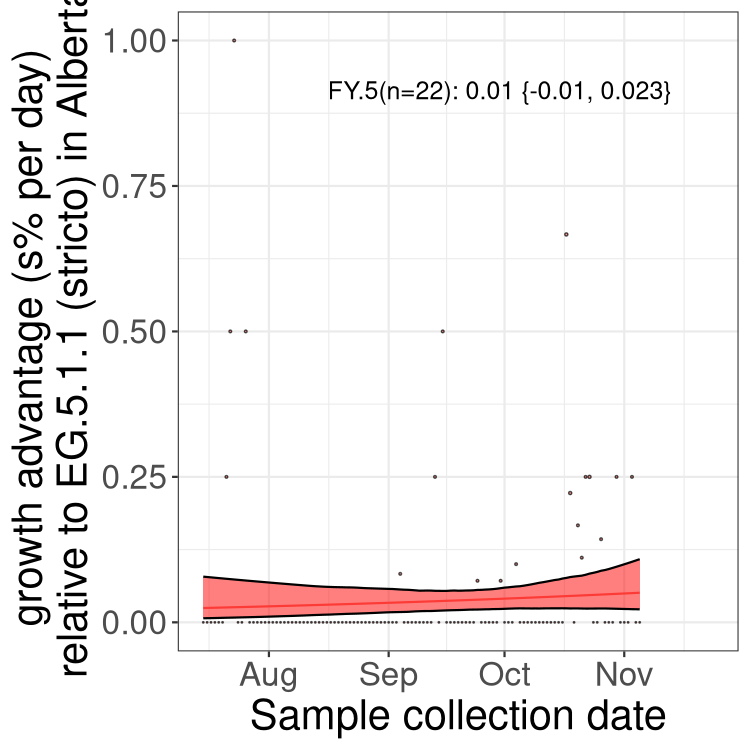 growth advantage (s% per day)
relative to EG.5.1.1 (stricto) in Alberta
1.00
FY.5(n=22): 0.01 {-0.01, 0.023}
0.75
0.50
0.25
0.00
Aug Sep Oct Nov
Sample collection date